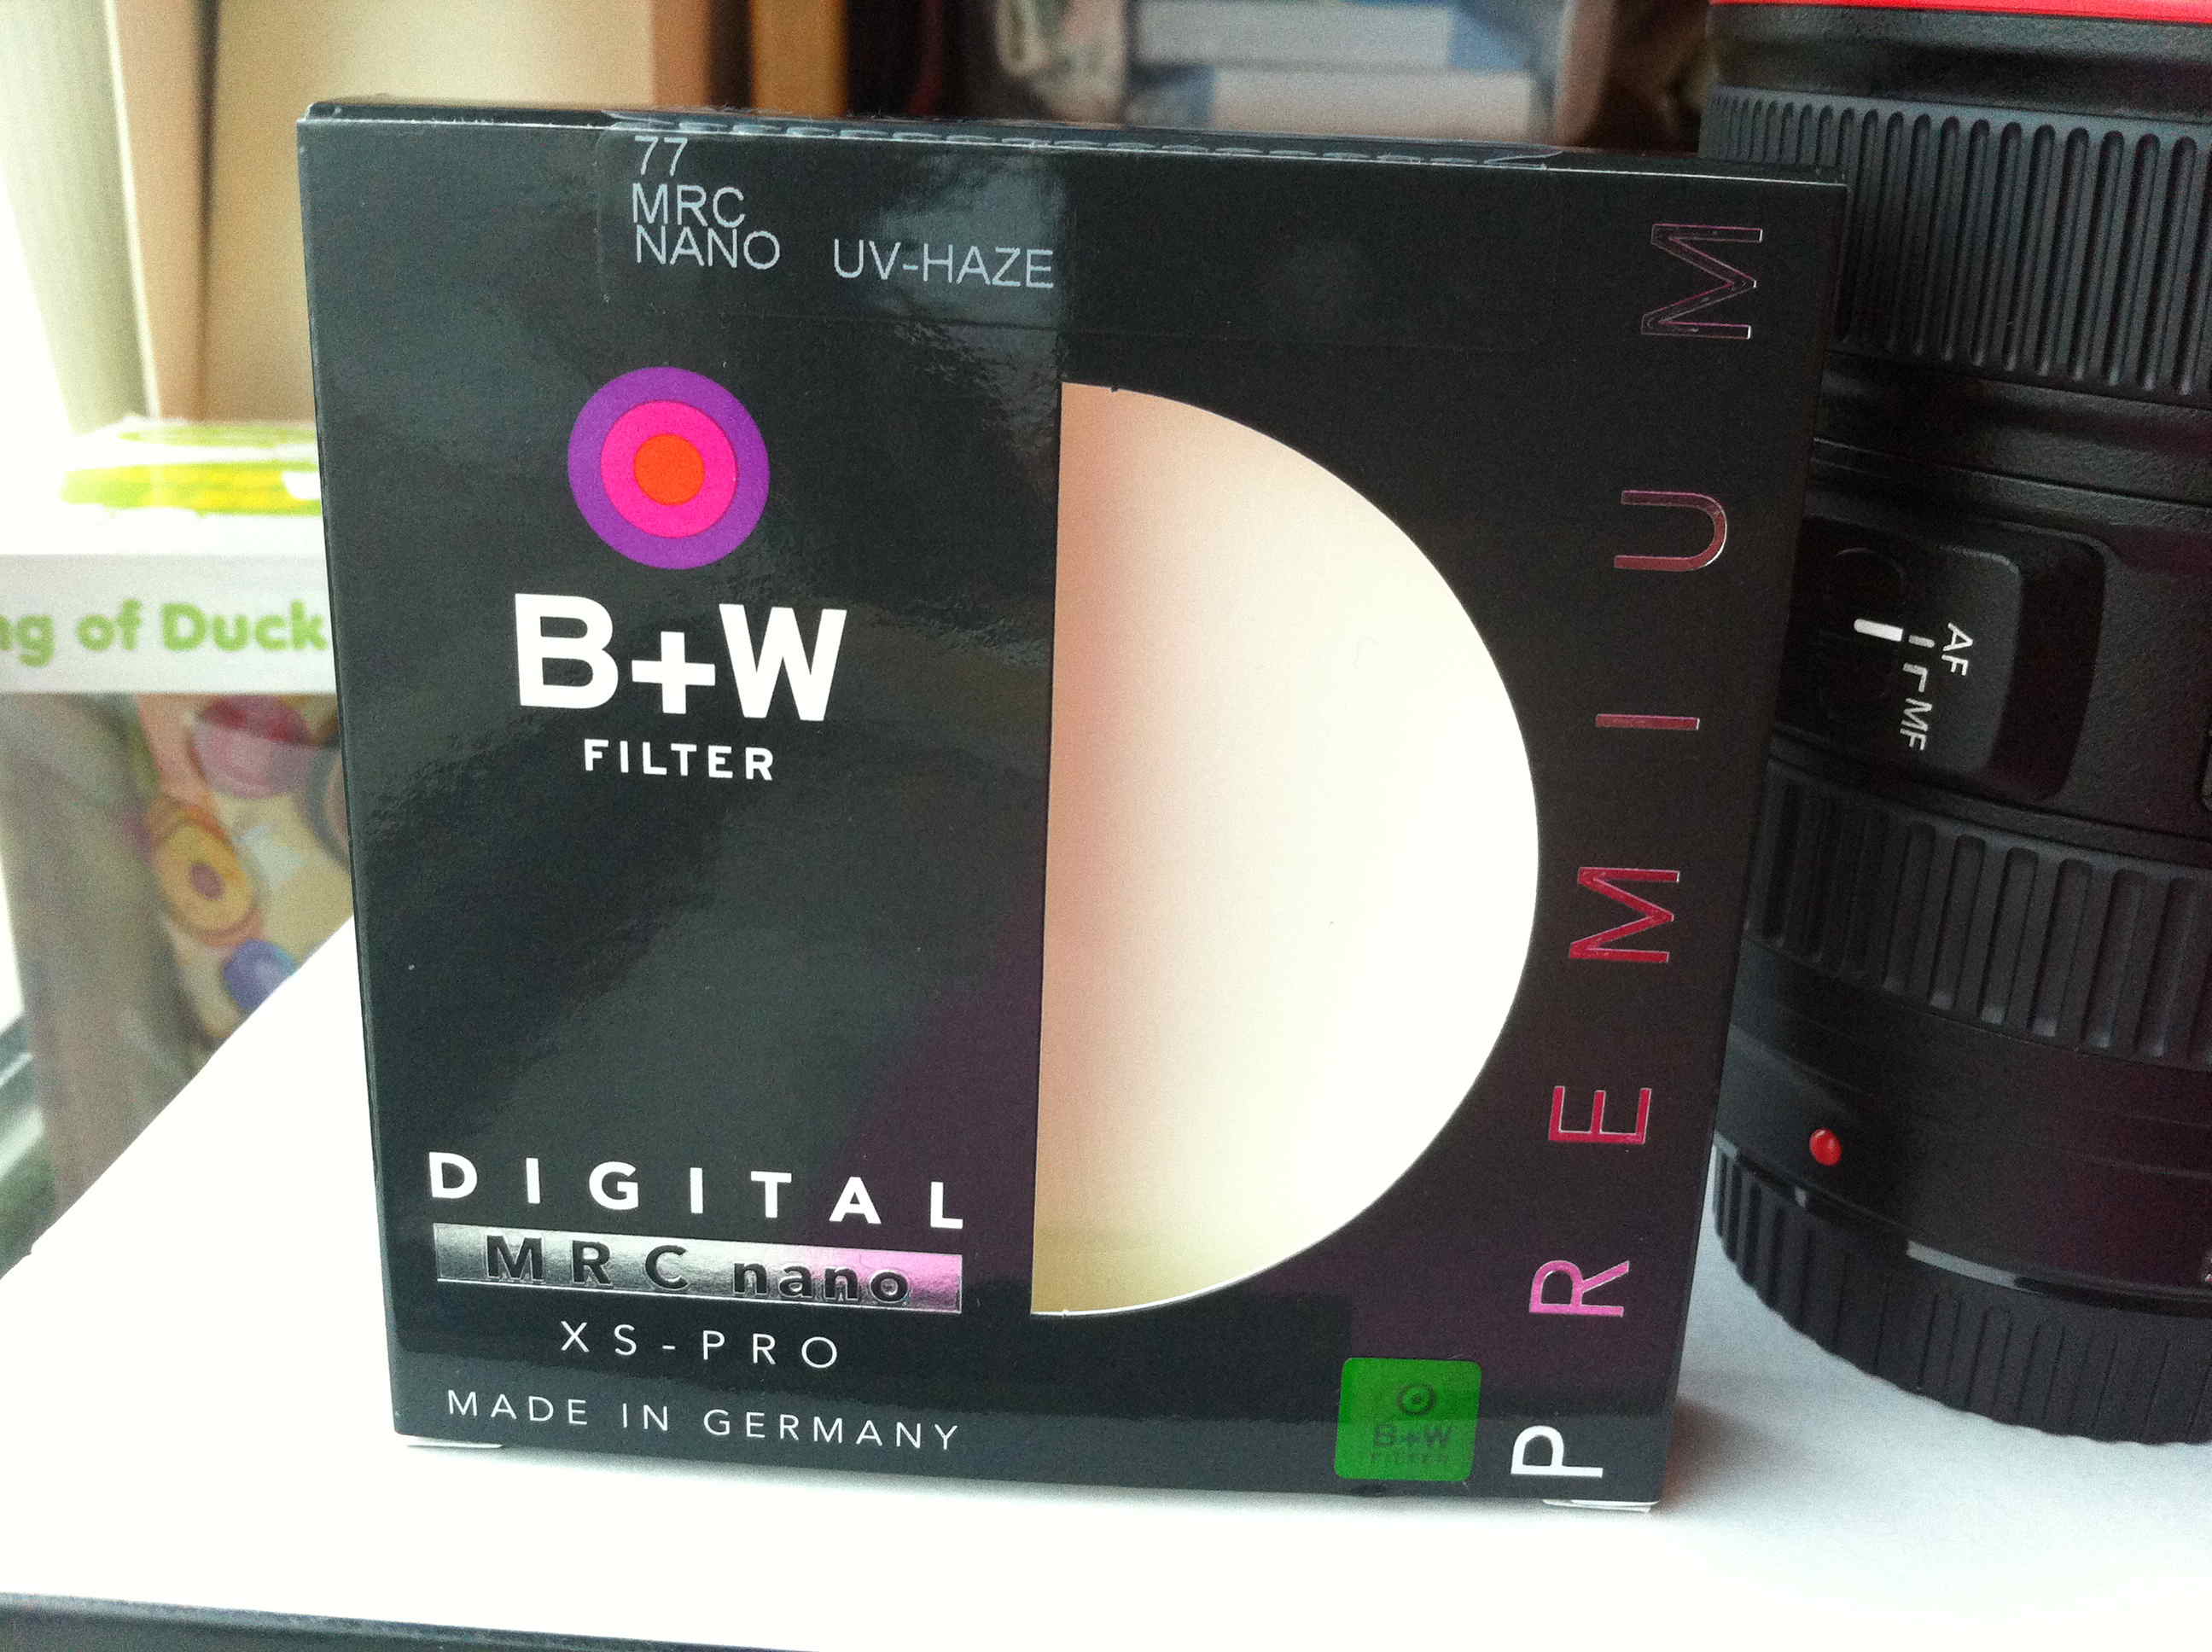 77
MRC
NANO UV-HAZE
B+W
FILTER
DIGITAL
MRC nano
XS-PRO
MADE IN GERMANY
PREMIUM
B+W
FILTER
AF
MF
of Duck